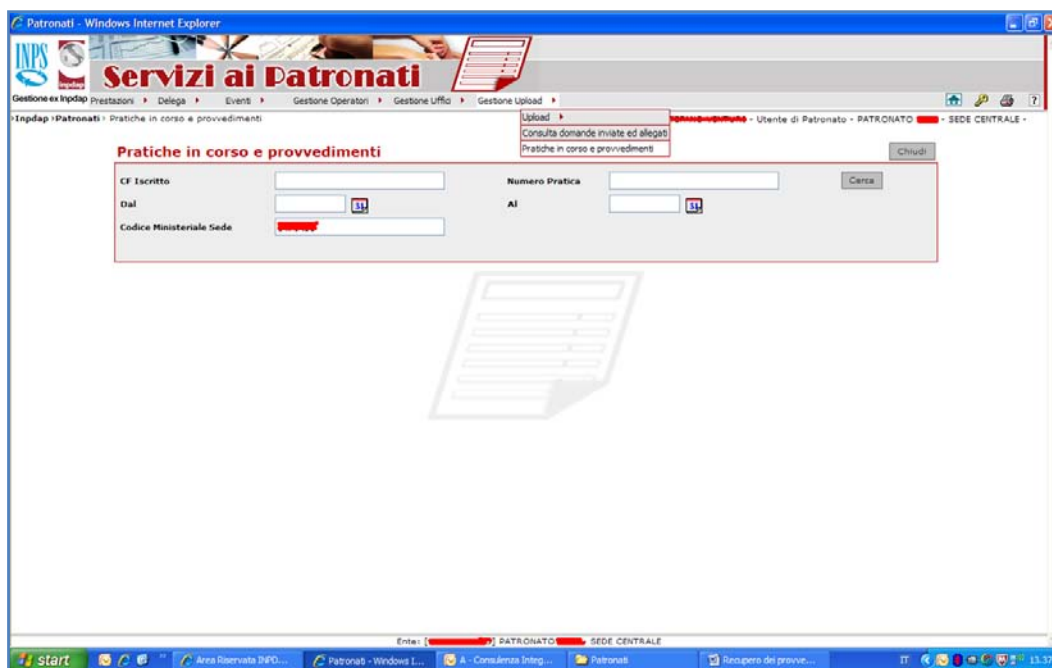 Patronati - Windows Internet Explorer
INPS
Inpdap
Servizi ai Patronati
Gestione ex Inpdap Prestazioni Delega Eventi Gestione Operatori Gestione Uffici Gestione Upload
Inpdap Patronati Pratiche in corso e provvedimenti
- Utente di Patronato - PATRONATO - SEDE CENTRALE -
Upload
Consulta domande inviate ed allegati
Pratiche in corso e provvedimenti
Pratiche in corso e provvedimenti
Chiudi
CF Iscritto Numero Pratica Cerca
Dal Al
Codice Ministeriale Sede
Ente: [ ] PATRONATO SEDE CENTRALE
start Area Riservata INPD... Patronati - Windows I... A - Consulenza Integ... Patronati Recupero dei provve... IT 13.37